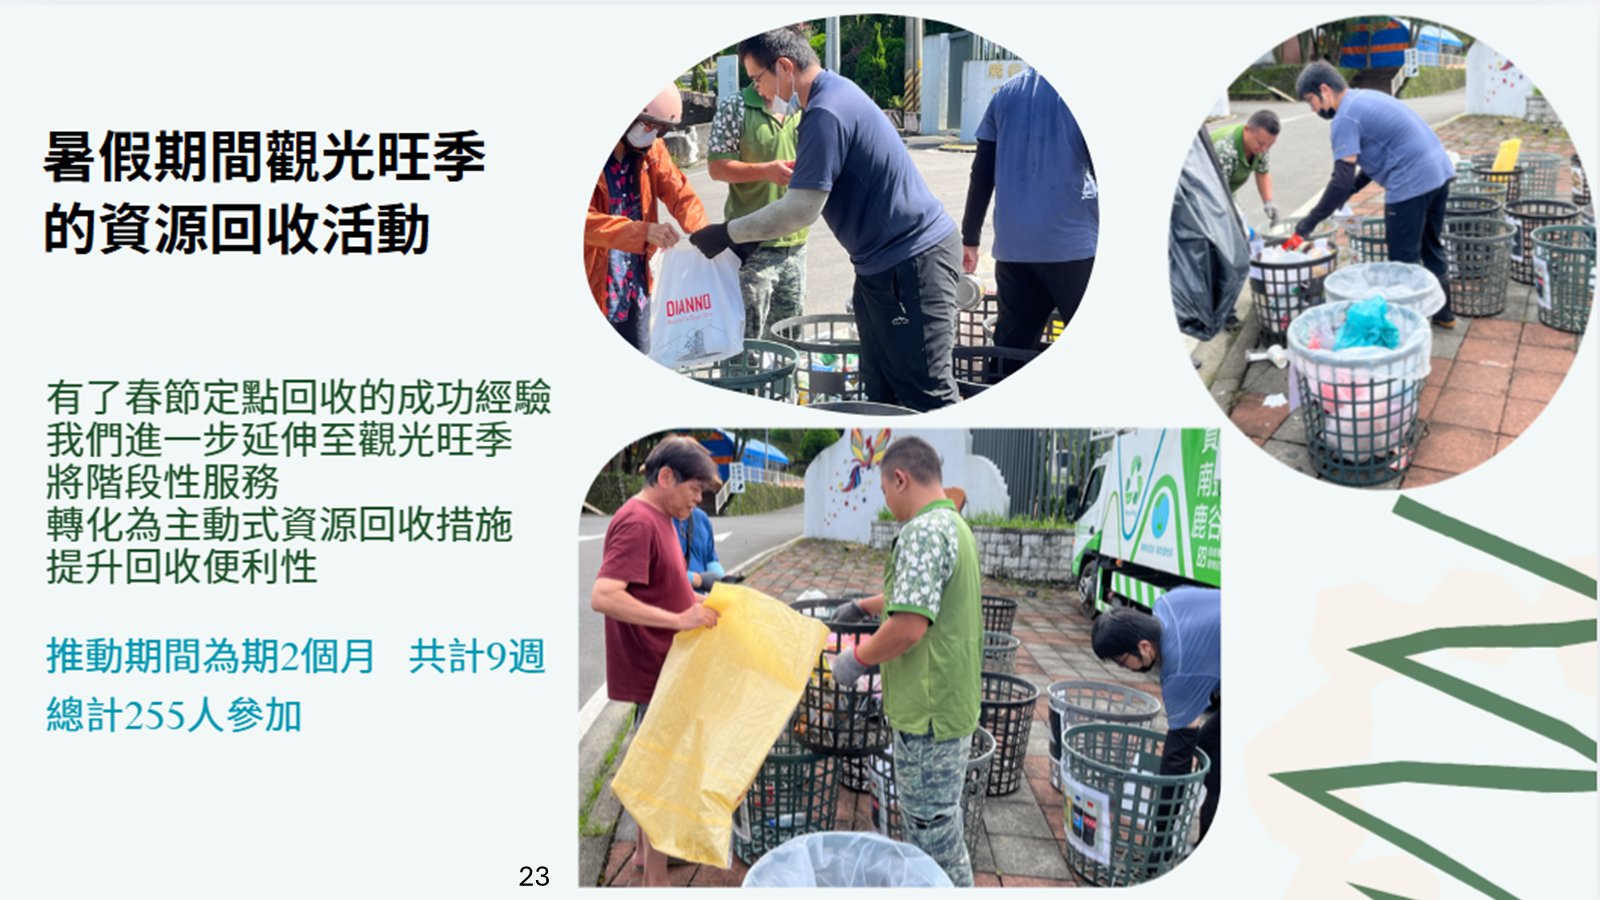 暑假期間觀光旺季
的資源回收活動
有了春節定點回收的成功經驗
我們進一步延伸至觀光旺季
將階段性服務
轉化為主動式資源回收措施
提升回收便利性
推動期間為期2個月 共計9週
總計255人參加
23
DIANNO
鹿谷